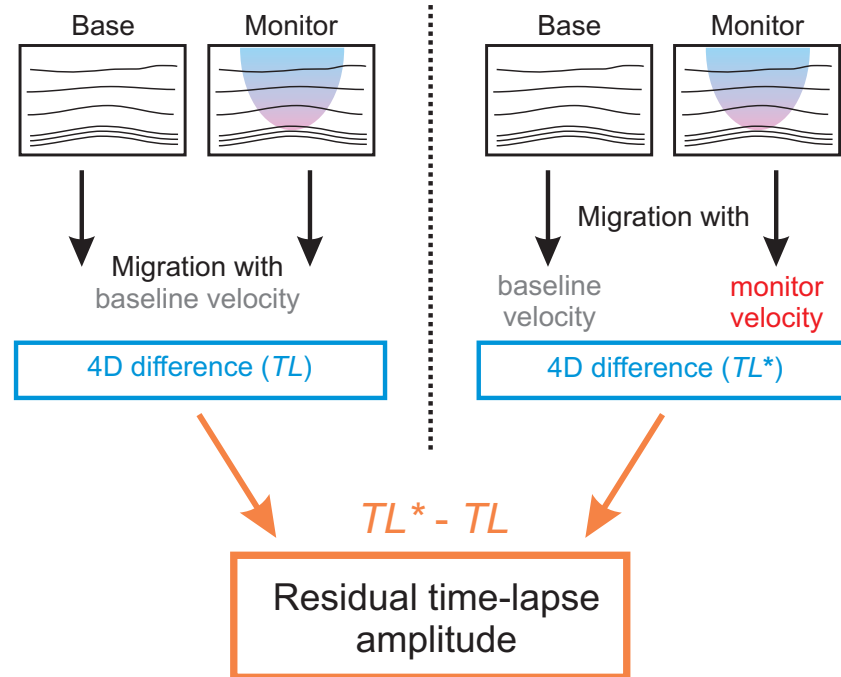 Base
Monitor
Migration with
baseline velocity
4D difference (TL)
Base
Monitor
Migration with
baseline
velocity
monitor
velocity
4D difference (TL*)
TL* - TL
Residual time-lapse
amplitude